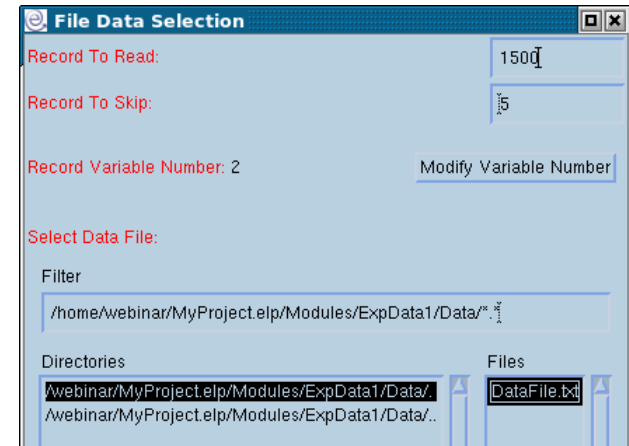 File Data Selection
Record To Read: 1500
Record To Skip: 5
Record Variable Number: 2 Modify Variable Number
Select Data File:
Filter
/home/webinar/MyProject.elp/Modules/ExpData1/Data/*.*
Directories Files
/webinar/MyProject.elp/Modules/ExpData1/Data/. DataFile.txt
/webinar/MyProject.elp/Modules/ExpData1/Data/..